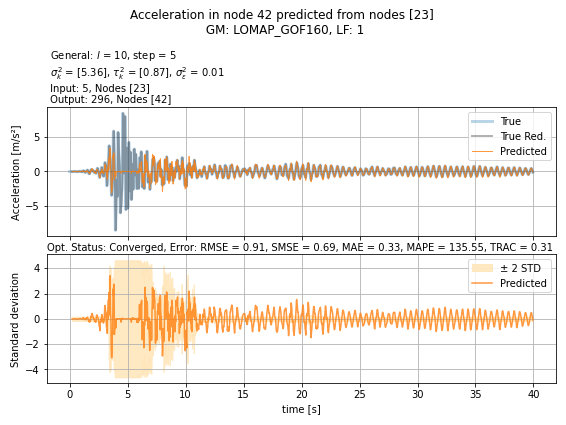 Acceleration in node 42 predicted from nodes [23]
GM: LOMAP_GOF160, LF: 1
General: l = 10, step = 5
σ²ₖ = [5.36], τ²ₖ = [0.87], σ²ε = 0.01
Input: 5, Nodes [23]
Output: 296, Nodes [42]
Acceleration [m/s²]
5
0
−5
True
True Red.
Predicted
Opt. Status: Converged, Error: RMSE = 0.91, SMSE = 0.69, MAE = 0.33, MAPE = 135.55, TRAC = 0.31
Standard deviation
4
2
0
−2
−4
± 2 STD
Predicted
0 5 10 15 20 25 30 35 40
time [s]